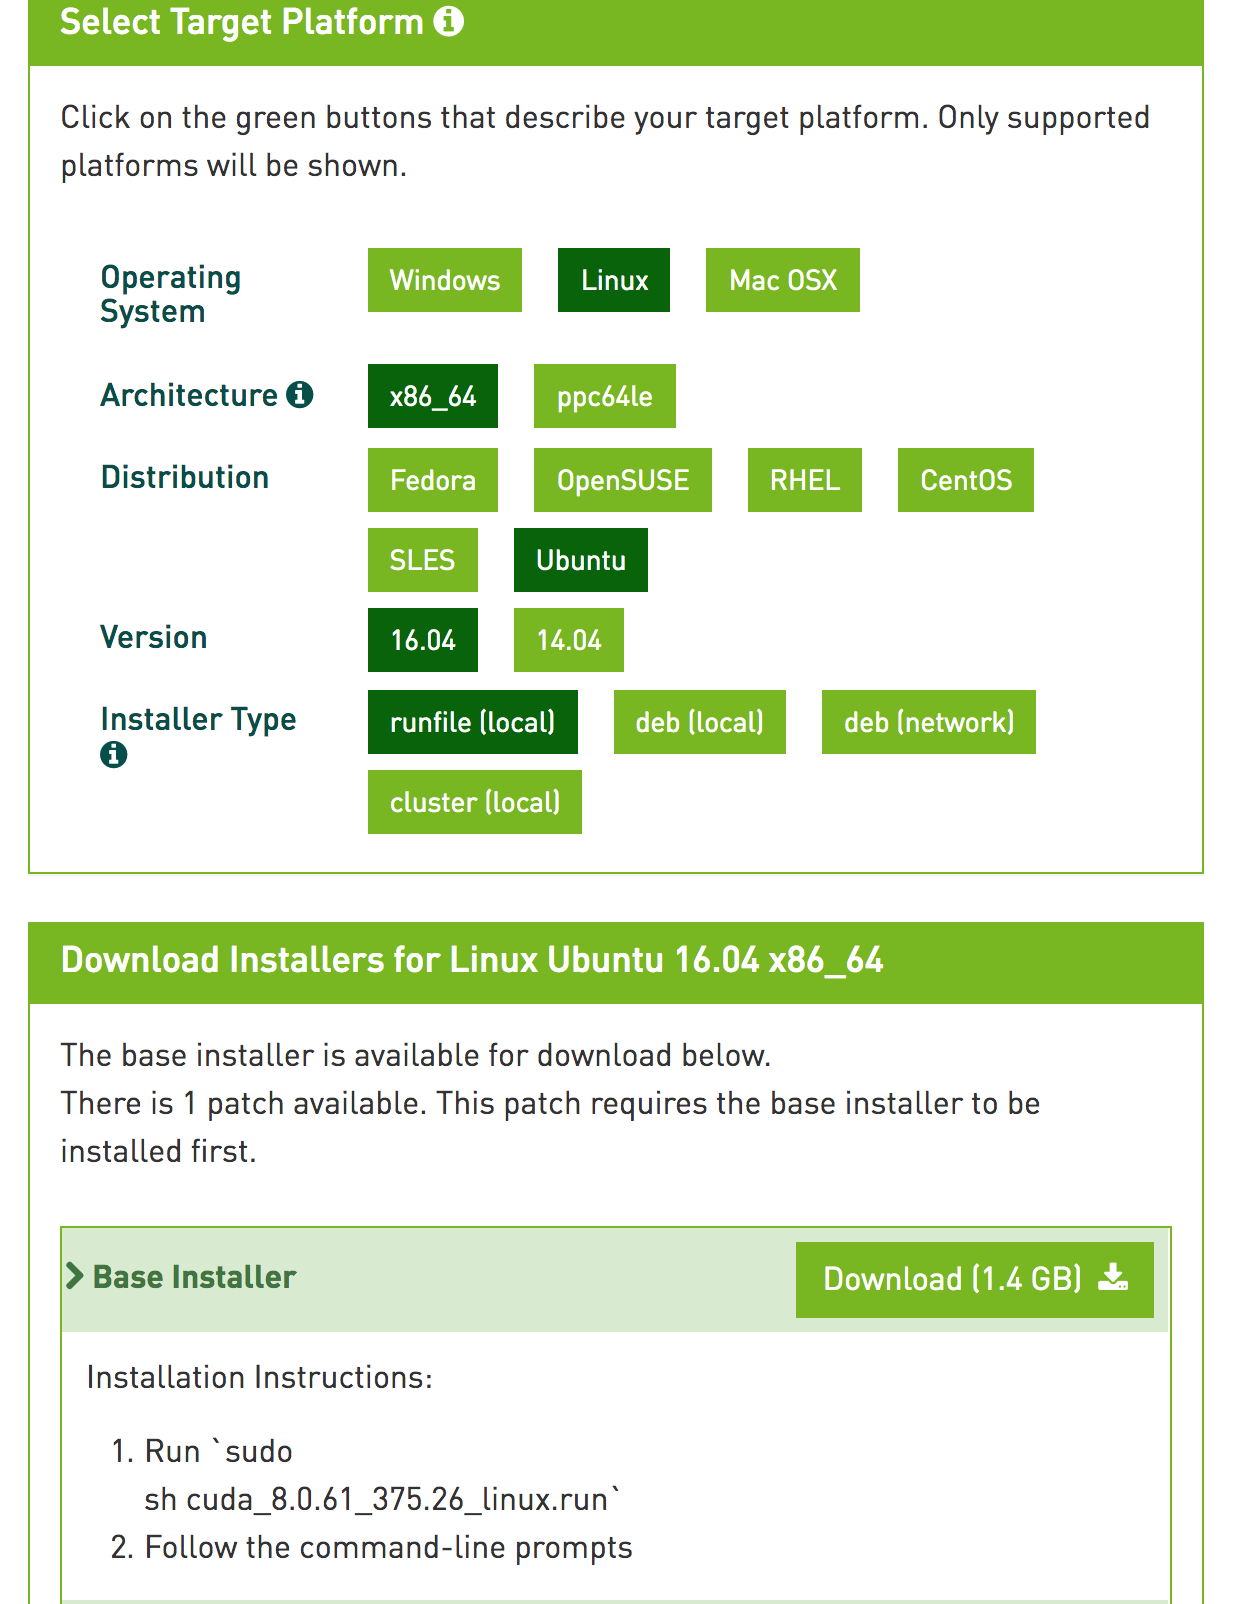 Select Target Platform
Click on the green buttons that describe your target platform. Only supported
platforms will be shown.
Operating
System
Windows Linux Mac OSX
Architecture
x86_64 ppc64le
Distribution
Fedora OpenSUSE RHEL CentOS
SLES Ubuntu
Version
16.04 14.04
Installer Type
runfile (local) deb (local) deb (network)
cluster (local)
Download Installers for Linux Ubuntu 16.04 x86_64
The base installer is available for download below.
There is 1 patch available. This patch requires the base installer to be
installed first.
Base Installer
Download (1.4 GB)
Installation Instructions:
1. Run `sudo
sh cuda_8.0.61_375.26_linux.run`
2. Follow the command-line prompts